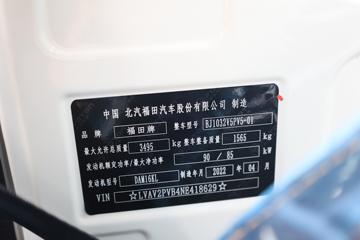 中国 北汽福田汽车股份有限公司 制造
品牌 福田牌 整车型号 BJ1032V5PV5-01
最大允许总质量 3495 kg 整车整备质量 1565 kg
发动机额定功率/最大净功率 90 / 85 kW
发动机型号 DAM16KL 制造年月 2022 年 04 月
VIN ☆LVAV2PVB4NE418629☆